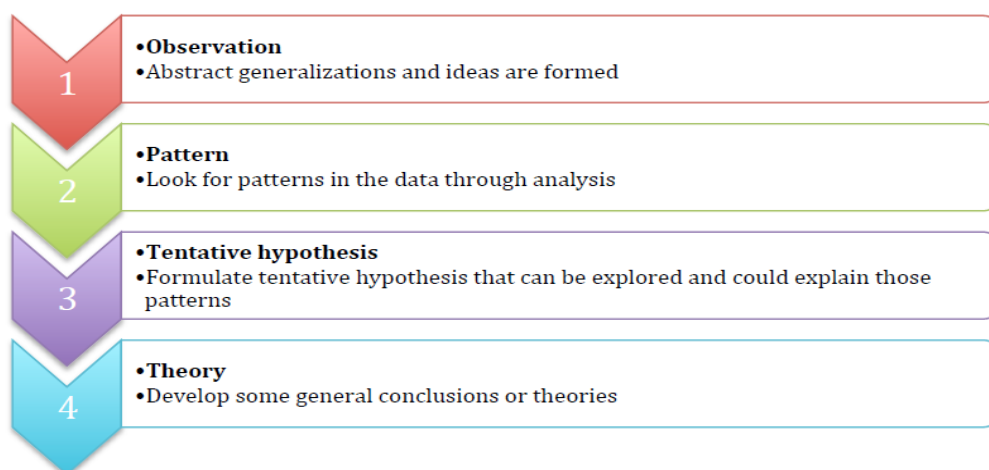 1
•Observation
•Abstract generalizations and ideas are formed
2
•Pattern
•Look for patterns in the data through analysis
3
•Tentative hypothesis
•Formulate tentative hypothesis that can be explored and could explain those
patterns
4
•Theory
•Develop some general conclusions or theories